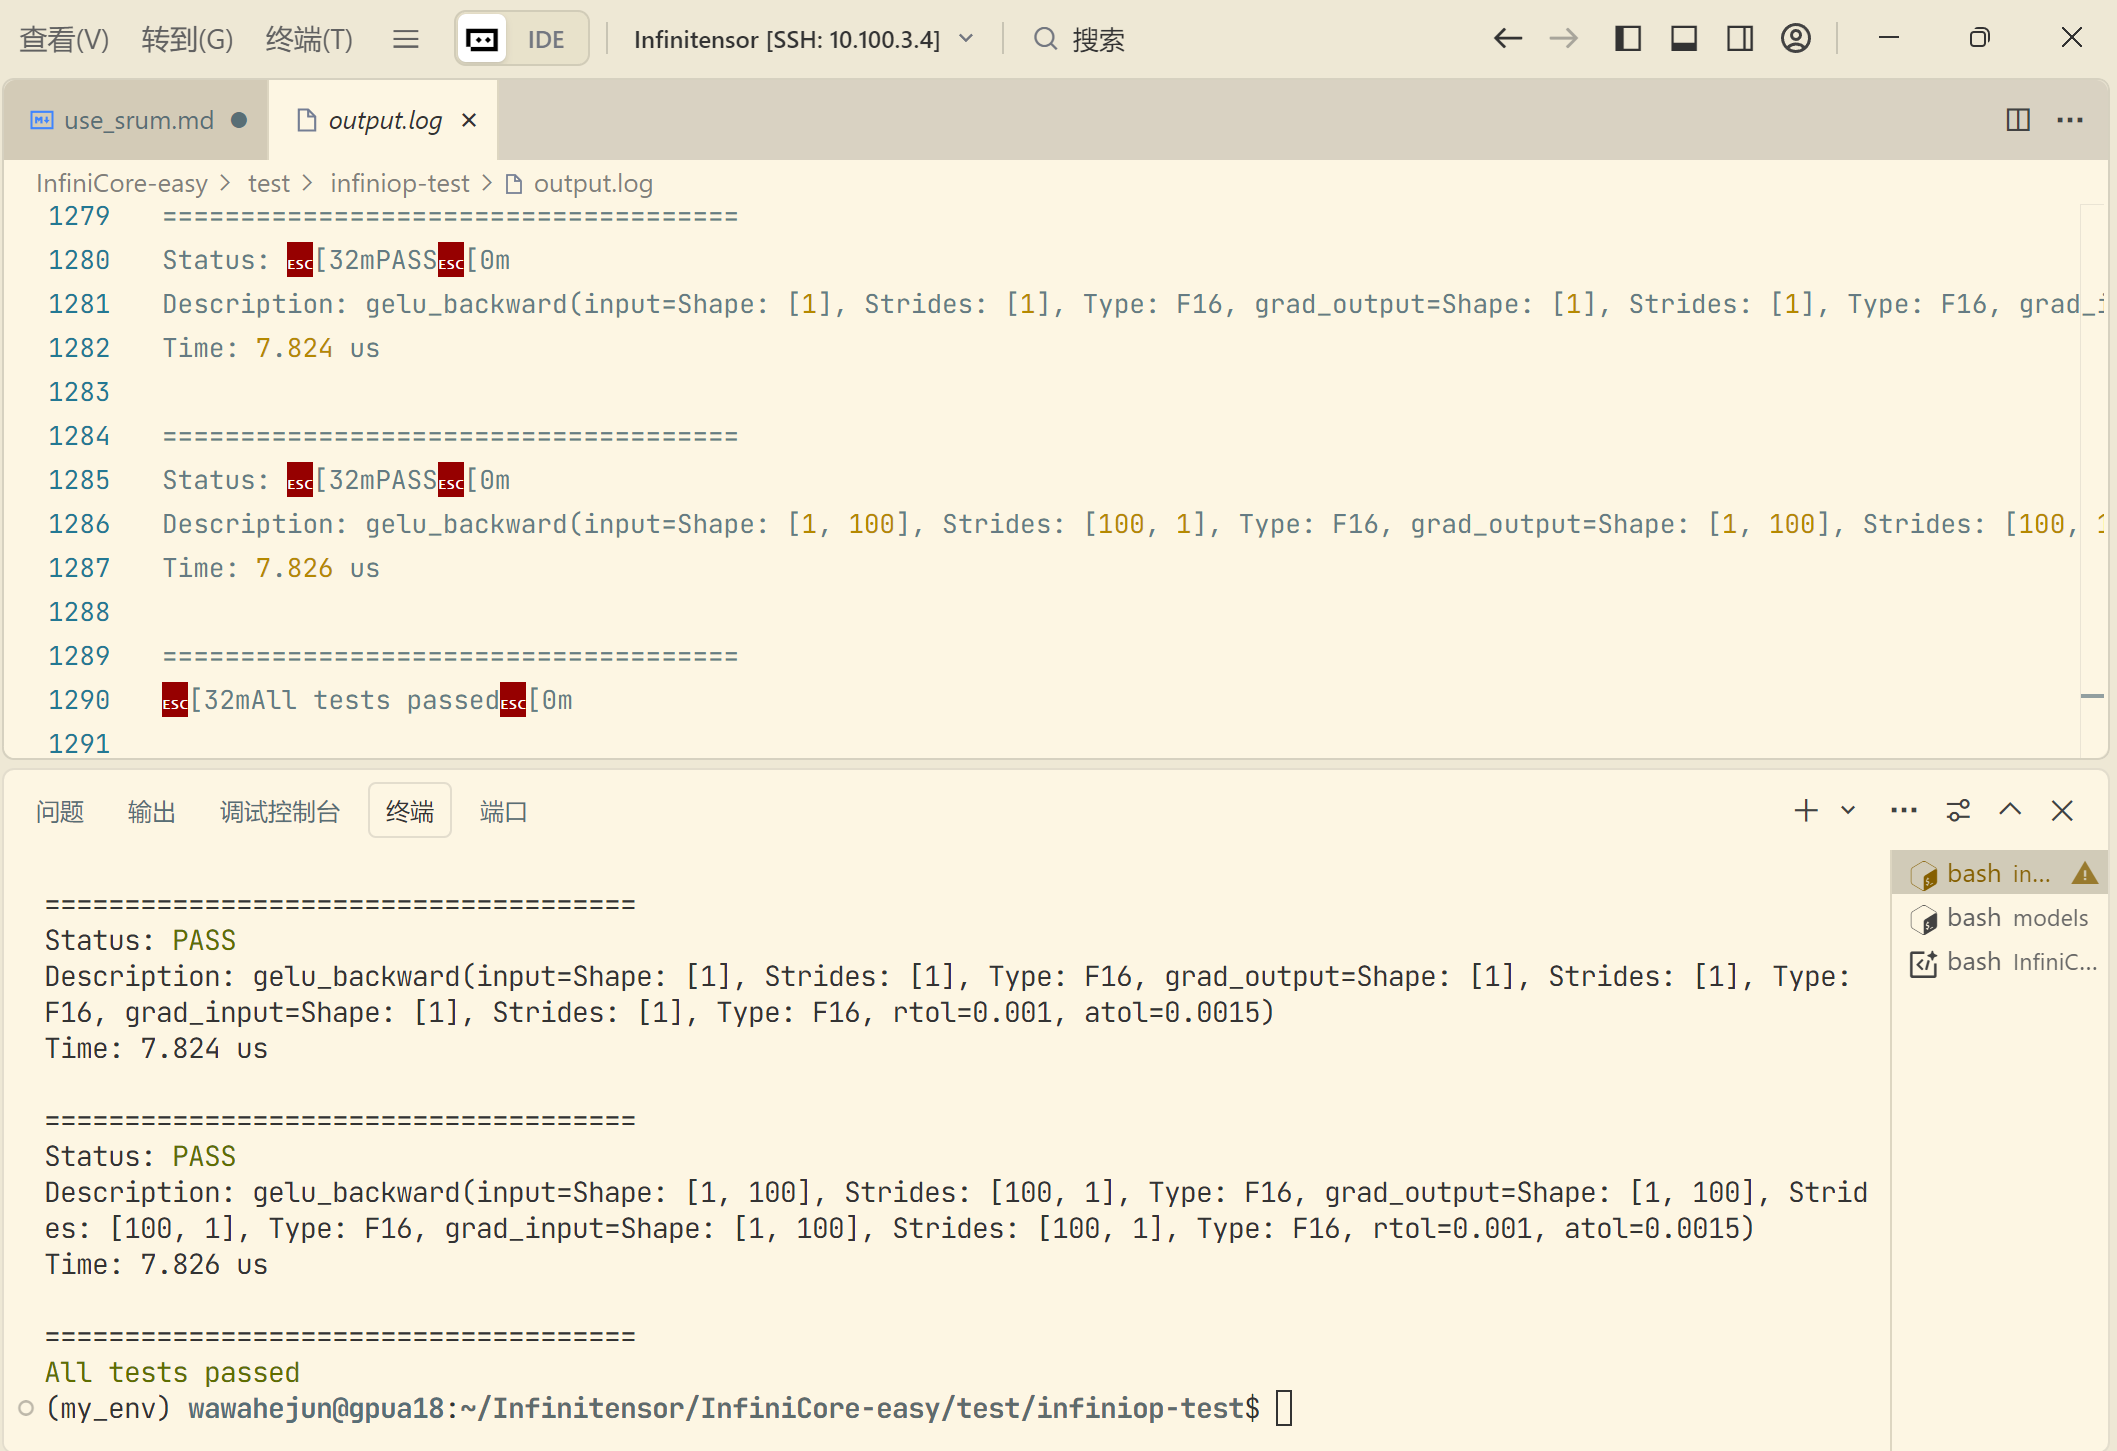 查看(V) 转到(G) 终端(T) IDE Infinitensor [SSH: 10.100.3.4] 搜索
use_srum.md output.log
InfiniCore-easy > test > infiniop-test > output.log
1279 =====================================
1280 Status: ESC[32mPASSESC[0m
1281 Description: gelu_backward(input=Shape: [1], Strides: [1], Type: F16, grad_output=Shape: [1], Strides: [1], Type: F16, grad_i
1282 Time: 7.824 us
1283
1284 =====================================
1285 Status: ESC[32mPASSESC[0m
1286 Description: gelu_backward(input=Shape: [1, 100], Strides: [100, 1], Type: F16, grad_output=Shape: [1, 100], Strides: [100, 1
1287 Time: 7.826 us
1288
1289 =====================================
1290 ESC[32mAll tests passedESC[0m
1291
问题 输出 调试控制台 终端 端口
=====================================
Status: PASS
Description: gelu_backward(input=Shape: [1], Strides: [1], Type: F16, grad_output=Shape: [1], Strides: [1], Type:
F16, grad_input=Shape: [1], Strides: [1], Type: F16, rtol=0.001, atol=0.0015)
Time: 7.824 us
=====================================
Status: PASS
Description: gelu_backward(input=Shape: [1, 100], Strides: [100, 1], Type: F16, grad_output=Shape: [1, 100], Strid
es: [100, 1], Type: F16, grad_input=Shape: [1, 100], Strides: [100, 1], Type: F16, rtol=0.001, atol=0.0015)
Time: 7.826 us
=====================================
All tests passed
(my_env) wawahejun@gpua18:~/Infinitensor/InfiniCore-easy/test/infiniop-test$
bash in...
bash models
bash InfiniC...